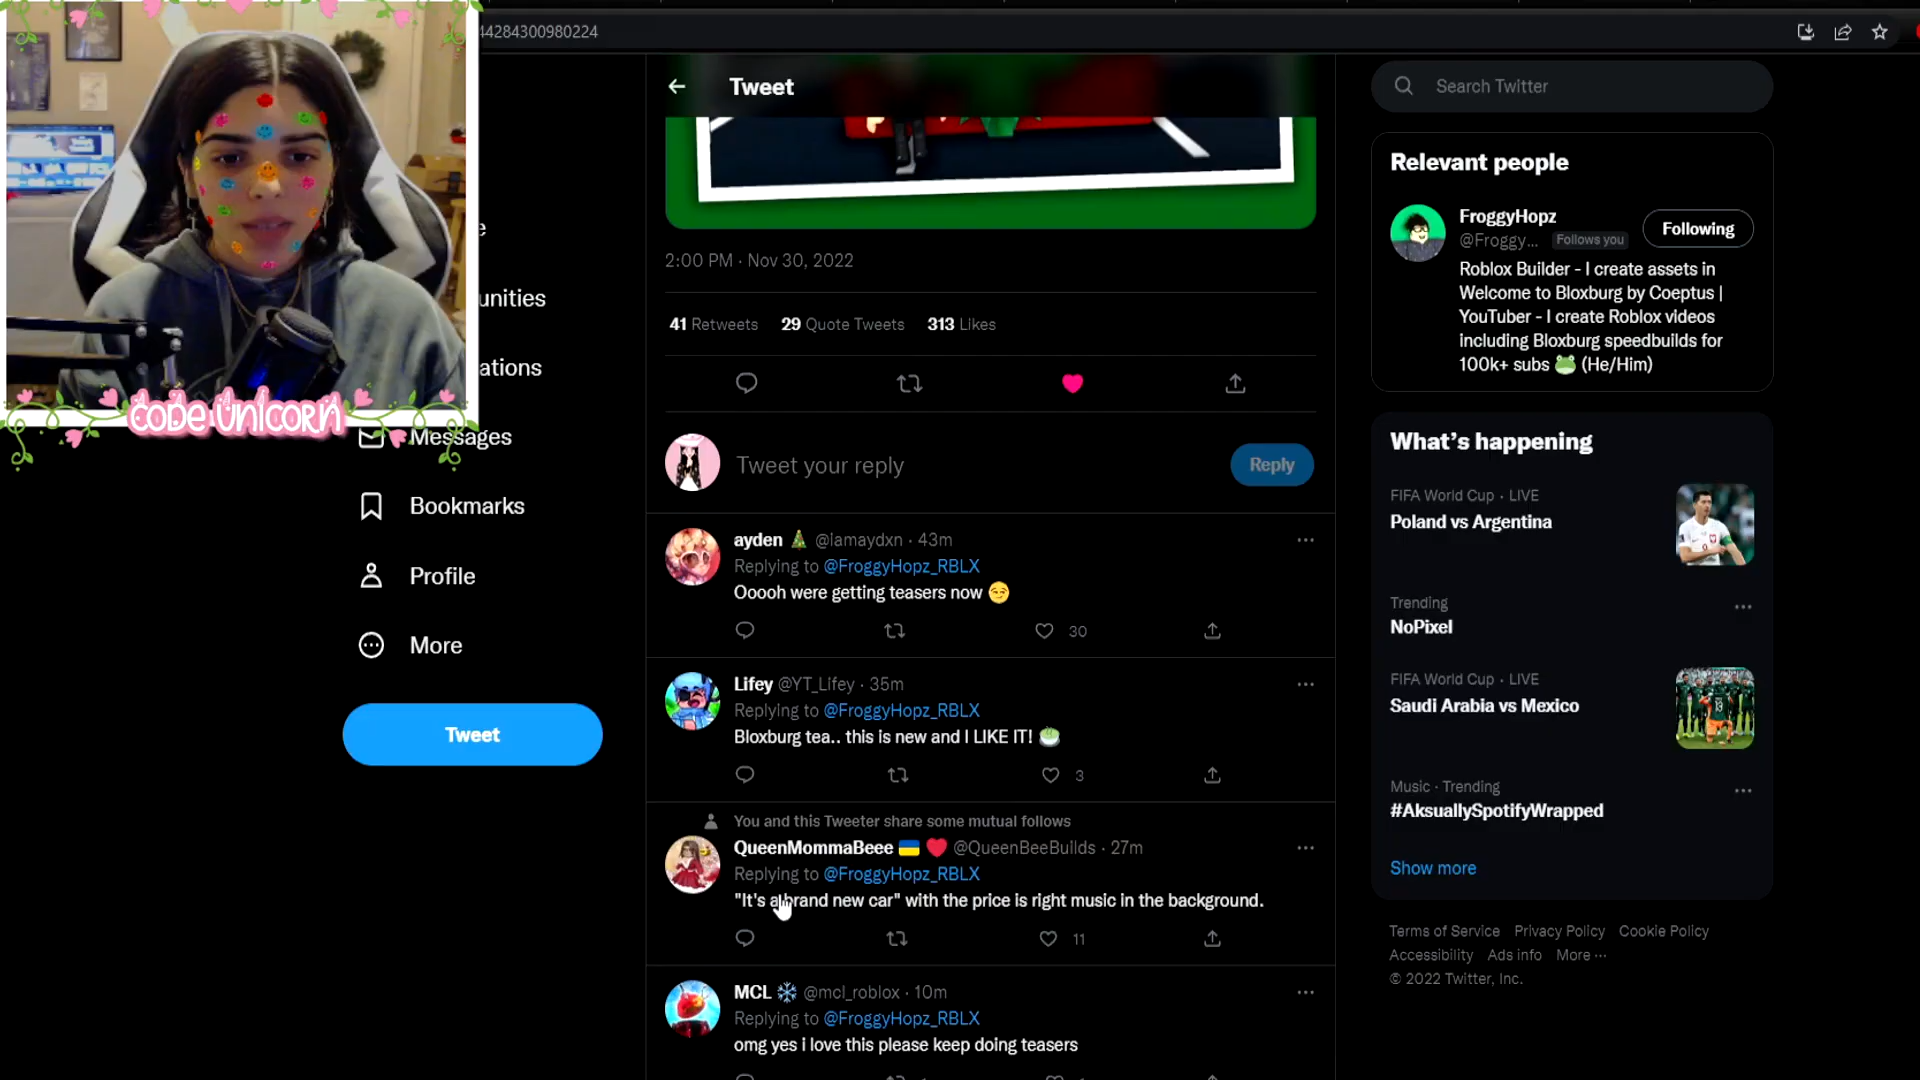 44284300980224
Tweet
Search Twitter
CODE UNICORN
unities
ations
Messages
Bookmarks
Profile
More
Tweet
2:00 PM · Nov 30, 2022
41 Retweets 29 Quote Tweets 313 Likes
Tweet your reply
Reply
ayden 🎄 @iamaydxn · 43m
Replying to @FroggyHopz_RBLX
Ooooh were getting teasers now 😏
30
Lifey @YT_Lifey · 35m
Replying to @FroggyHopz_RBLX
Bloxburg tea.. this is new and I LIKE IT! 🍵
3
You and this Tweeter share some mutual follows
QueenMommaBeee 🇺🇦 ❤️ @QueenBeeBuilds · 27m
Replying to @FroggyHopz_RBLX
"It's a brand new car" with the price is right music in the background.
11
MCL ❄️ @mcl_roblox · 10m
Replying to @FroggyHopz_RBLX
omg yes i love this please keep doing teasers
Relevant people
FroggyHopz
@Froggy... Follows you
Following
Roblox Builder - I create assets in
Welcome to Bloxburg by Coeptus |
YouTuber - I create Roblox videos
including Bloxburg speedbuilds for
100k+ subs 🐸 (He/Him)
What's happening
FIFA World Cup · LIVE
Poland vs Argentina
Trending
NoPixel
FIFA World Cup · LIVE
Saudi Arabia vs Mexico
Music · Trending
#AksuallySpotifyWrapped
Show more
Terms of Service Privacy Policy Cookie Policy
Accessibility Ads info More ...
© 2022 Twitter, Inc.